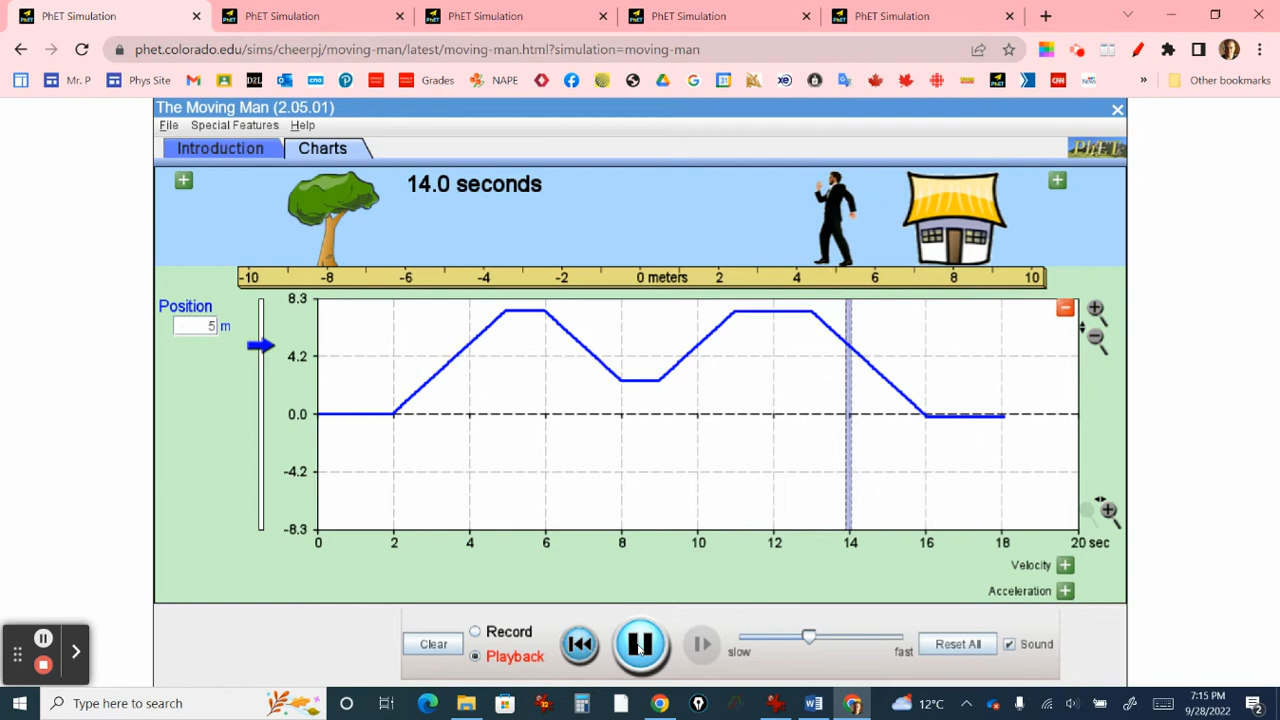 PhET Simulation
PhET Simulation
PhET Simulation
PhET Simulation
PhET Simulation
phet.colorado.edu/sims/cheerpj/moving-man/latest/moving-man.html?simulation=moving-man
Mr. P
Phys Site
D2L
cno
Grades
NAPE
CNN
Other bookmarks
The Moving Man (2.05.01)
File Special Features Help
Introduction Charts
PhET
14.0 seconds
-10 -8 -6 -4 -2 0 meters 2 4 6 8 10
Position
5 m
8.3
4.2
0.0
-4.2
-8.3
0 2 4 6 8 10 12 14 16 18 20 sec
Velocity
Acceleration
Clear
Record
Playback
slow
fast
Reset All
Sound
Type here to search
12°C
7:15 PM
9/28/2022